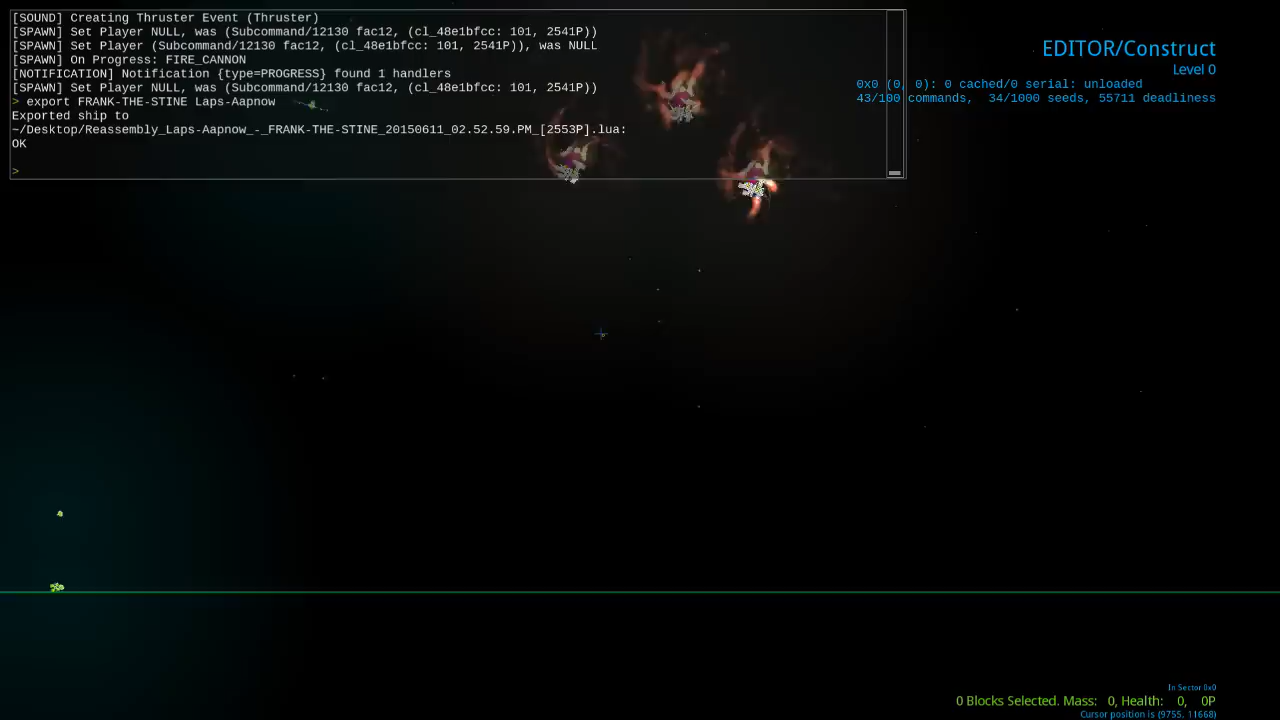 [SOUND] Creating Thruster Event (Thruster)
[SPAWN] Set Player NULL, was (Subcommand/12130 fac12, (cl_48e1bfcc: 101, 2541P))
[SPAWN] Set Player (Subcommand/12130 fac12, (cl_48e1bfcc: 101, 2541P)), was NULL
[SPAWN] On Progress: FIRE_CANNON
[NOTIFICATION] Notification {type=PROGRESS} found 1 handlers
[SPAWN] Set Player NULL, was (Subcommand/12130 fac12, (cl_48e1bfcc: 101, 2541P))
> export FRANK-THE-STINE Laps-Aapnow
Exported ship to
~/Desktop/Reassembly_Laps-Aapnow_-_FRANK-THE-STINE_20150611_02.52.59.PM_[2553P].lua:
OK
>
EDITOR/Construct
Level 0
0x0 (0, 0): 0 cached/0 serial: unloaded
43/100 commands, 34/1000 seeds, 55711 deadliness
In Sector 0x0
0 Blocks Selected. Mass: 0, Health: 0, 0P
Cursor position is (9755, 11668)